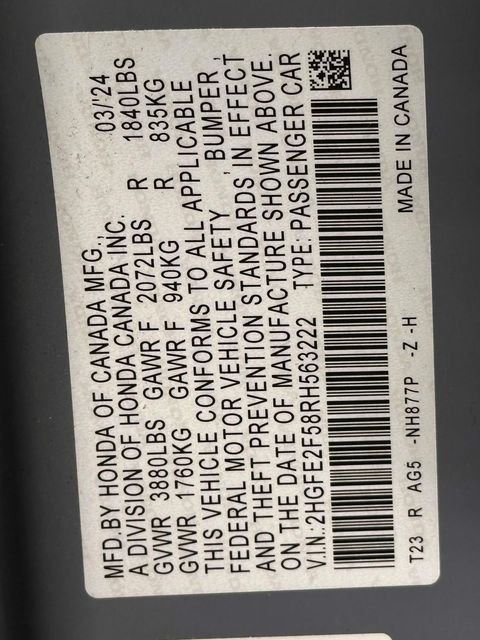 MFD.BY HONDA OF CANADA MFG., 03/'24
A DIVISION OF HONDA CANADA INC.
GVWR 3880LBS GAWR F 2072LBS R 1840LBS
GVWR 1760KG GAWR F 940KG R 835KG
THIS VEHICLE CONFORMS TO ALL APPLICABLE
FEDERAL MOTOR VEHICLE SAFETY , BUMPER ,
AND THEFT PREVENTION STANDARDS IN EFFECT
ON THE DATE OF MANUFACTURE SHOWN ABOVE.
V.I.N.:2HGFE2F58RH563222 TYPE: PASSENGER CAR
T23 R AG5 -NH877P -Z -H MADE IN CANADA